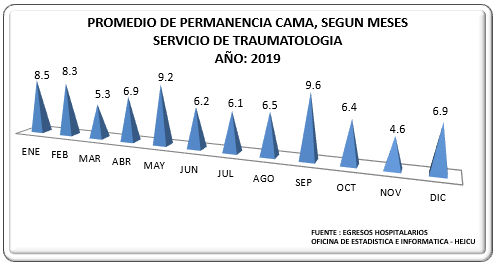 PROMEDIO DE PERMANENCIA CAMA, SEGUN MESES
SERVICIO DE TRAUMATOLOGIA
AÑO: 2019
8.5
8.3
5.3
6.9
9.2
6.2
6.1
6.5
9.6
6.4
4.6
6.9
ENE
FEB
MAR
ABR
MAY
JUN
JUL
AGO
SEP
OCT
NOV
DIC
FUENTE : EGRESOS HOSPITALARIOS
OFICINA DE ESTADISTICA E INFORMATICA - HEJCU